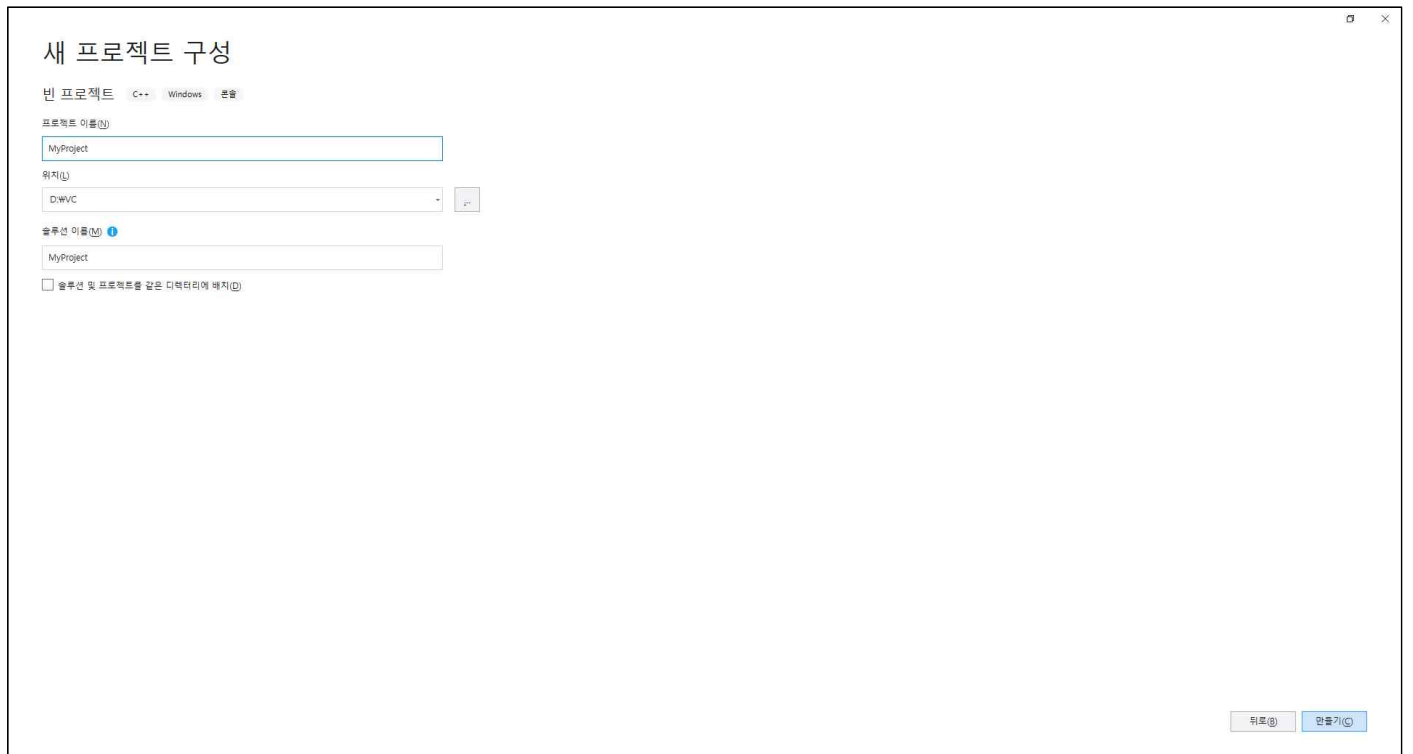 새 프로젝트 구성
빈 프로젝트 C++ Windows 콘솔
프로젝트 이름(N)
MyProject
위치(L)
D:₩VC
...
솔루션 이름(M)
MyProject
솔루션 및 프로젝트를 같은 디렉터리에 배치(D)
뒤로(B) 만들기(C)